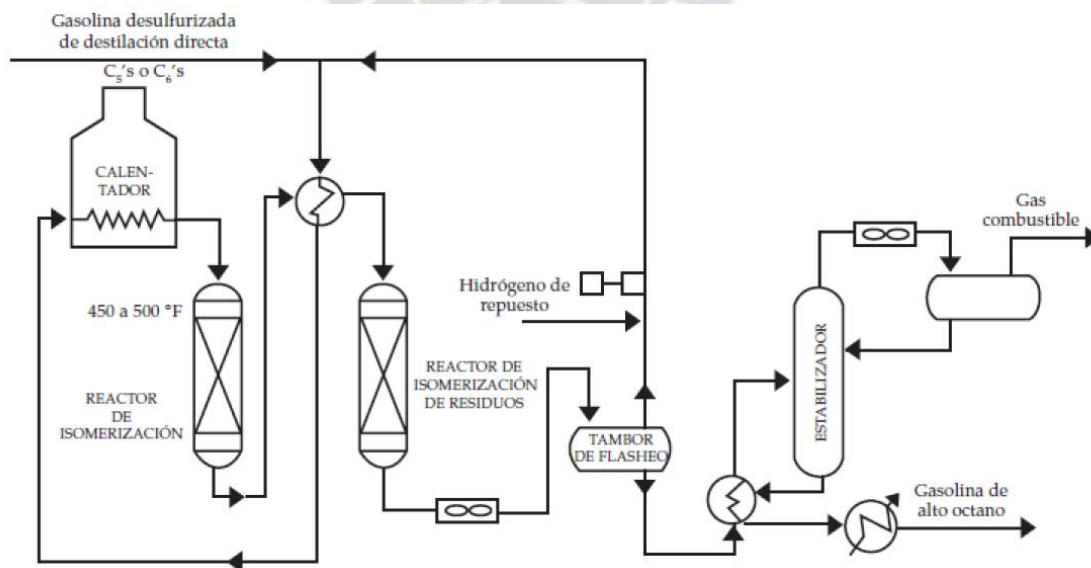 Gasolina desulfurizada
de destilación directa
C5's o C6's
CALEN-
TADOR
450 a 500 °F
REACTOR
DE
ISOMERIZACIÓN
REACTOR DE
ISOMERIZACIÓN
DE RESIDUOS
Hidrógeno de
repuesto
TAMBOR
DE FLASHEO
ESTABILIZADOR
Gas
combustible
Gasolina de
alto octano